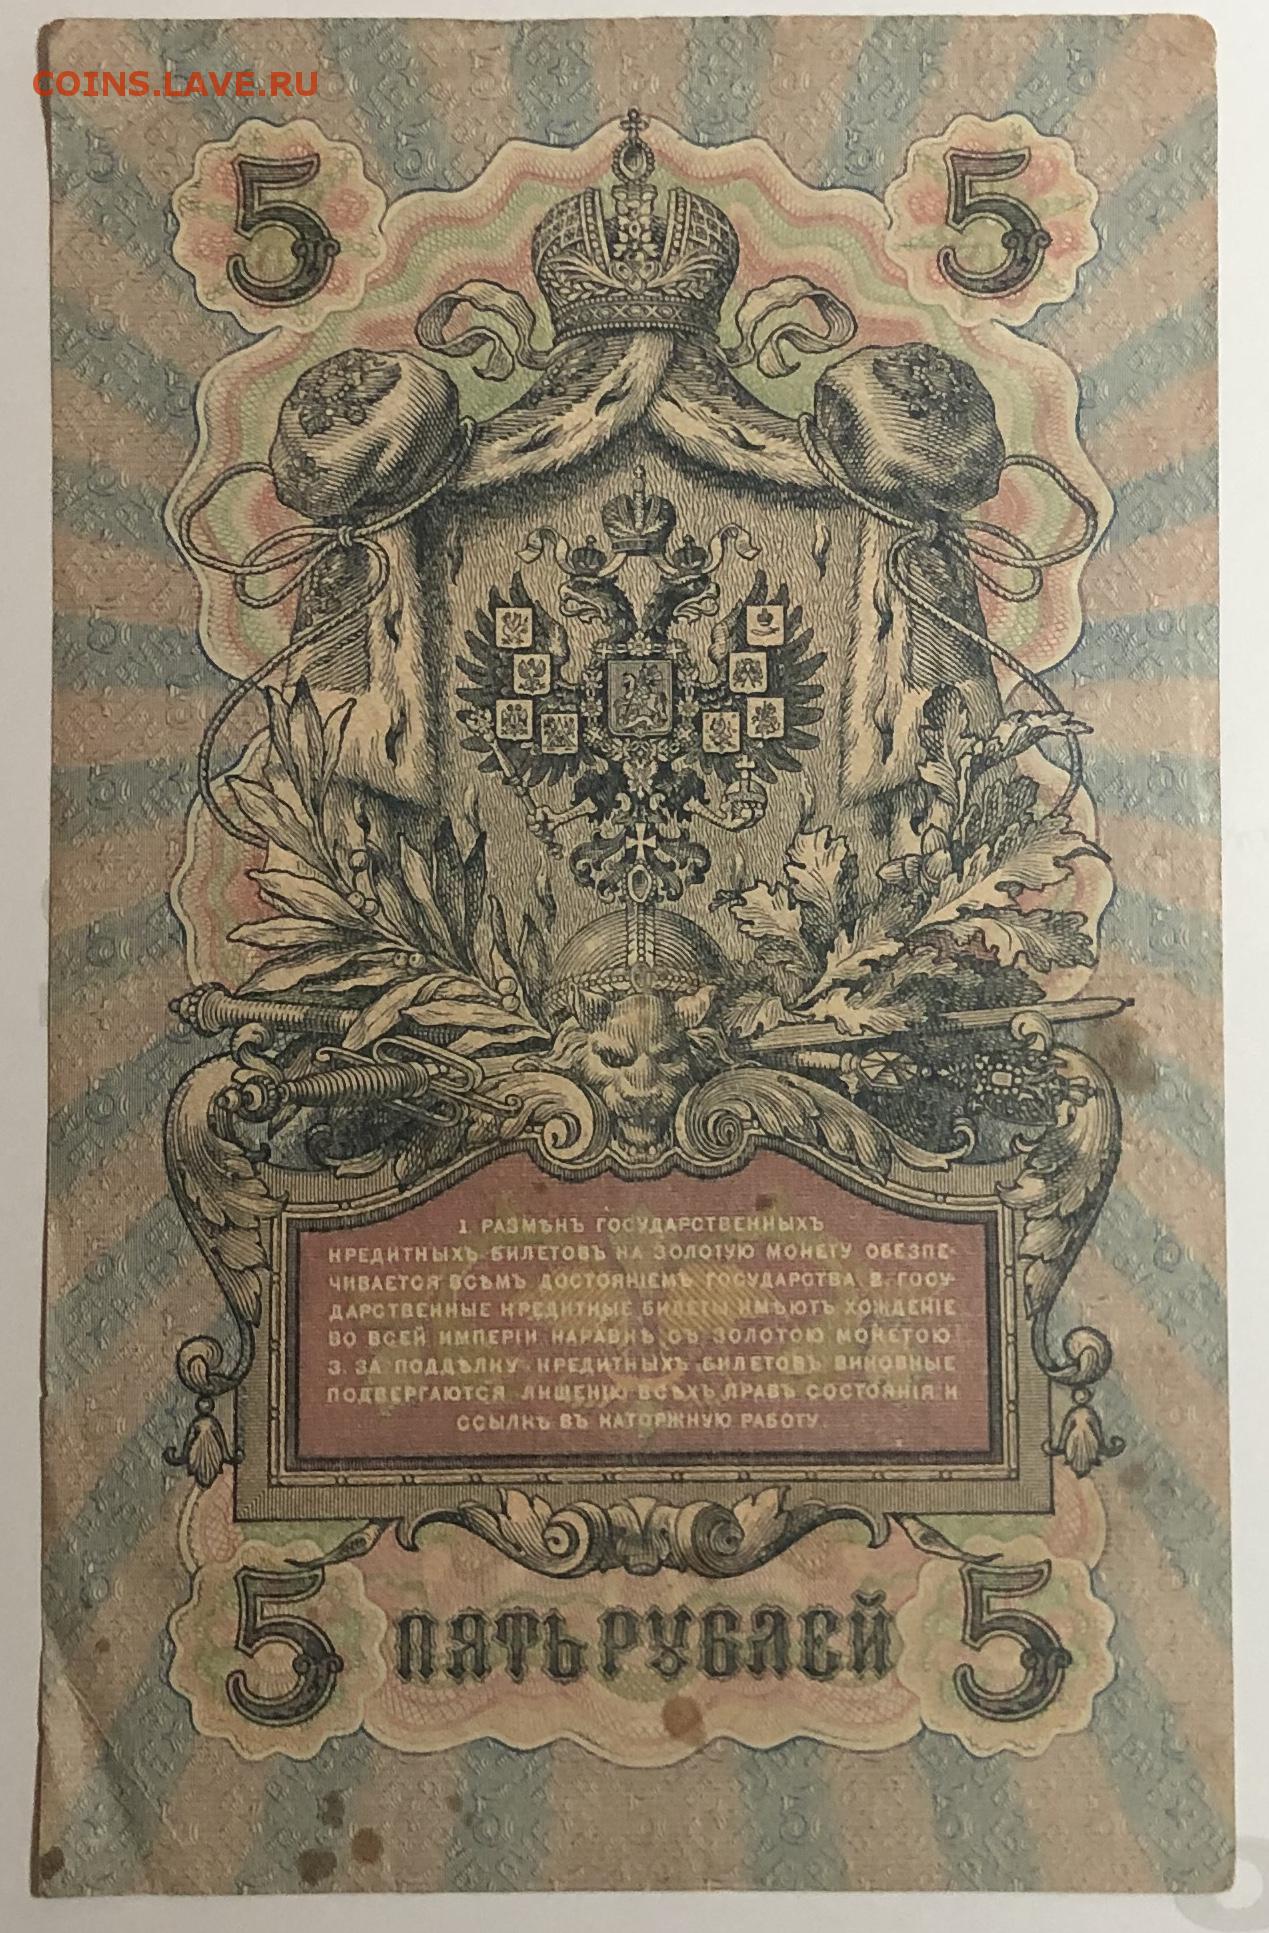 COINS.LAVE.RU
5 5
1. РАЗМѢНЪ ГОСУДАРСТВЕННЫХЪ
КРЕДИТНЫХЪ БИЛЕТОВЪ НА ЗОЛОТУЮ МОНЕТУ ОБЕЗПЕ-
ЧИВАЕТСЯ ВСѢМЪ ДОСТОЯНІЕМЪ ГОСУДАРСТВА. 2. ГОСУ-
ДАРСТВЕННЫЕ КРЕДИТНЫЕ БИЛЕТЫ ИМѢЮТЪ ХОЖДЕНІЕ
ВО ВСЕЙ ИМПЕРІИ НАРАВНѢ СЪ ЗОЛОТОЮ МОНЕТОЮ
3. ЗА ПОДДѢЛКУ КРЕДИТНЫХЪ БИЛЕТОВЪ ВИНОВНЫЕ
ПОДВЕРГАЮТСЯ ЛИШЕНІЮ ВСѢХЪ ПРАВЪ СОСТОЯНІЯ И
ССЫЛКѢ ВЪ КАТОРЖНУЮ РАБОТУ.
5 ПЯТЬ РУБЛЕЙ 5